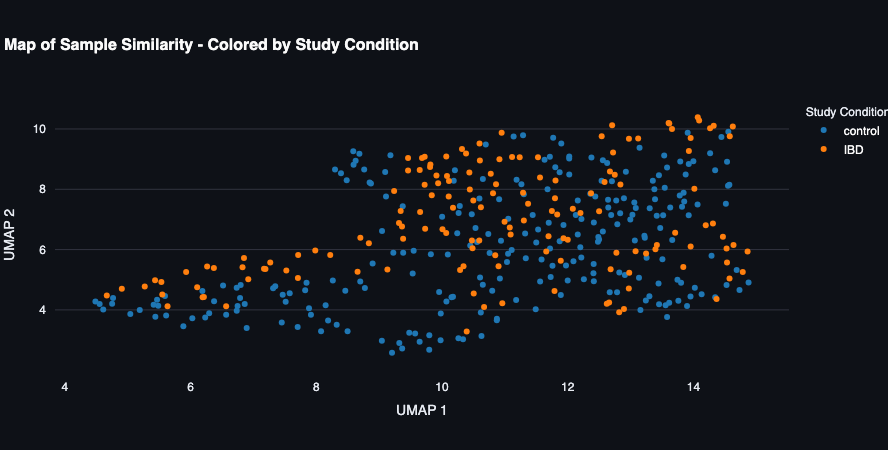 Map of Sample Similarity - Colored by Study Condition
Study Condition
control
IBD
10
8
6
4
UMAP 2
4
6
8
10
12
14
UMAP 1